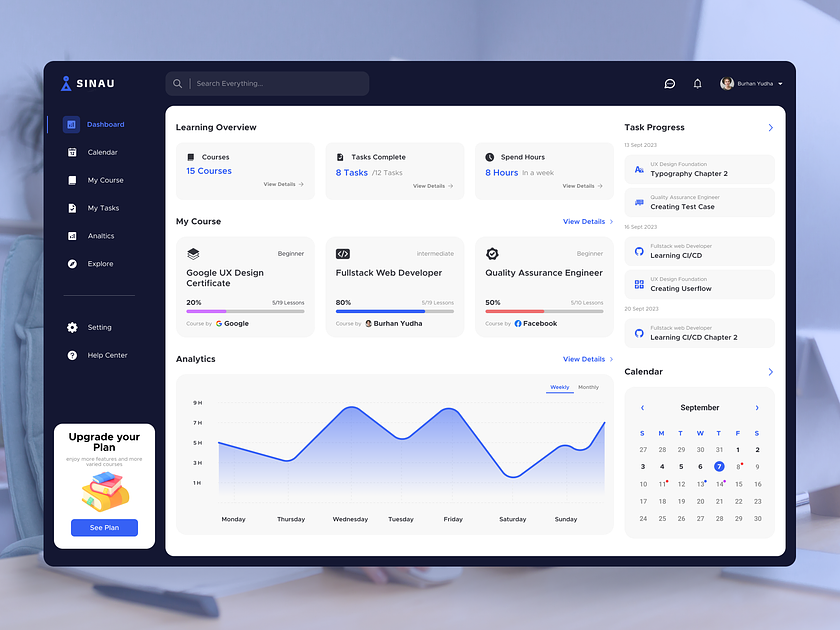 SINAU
Search Everything...
Burhan Yudha
Dashboard
Calendar
My Course
My Tasks
Analtics
Explore
Setting
Help Center
Upgrade your
Plan
enjoy more features and more
varied courses
See Plan
Learning Overview
Courses
15 Courses
View Details
Tasks Complete
8 Tasks /12 Tasks
View Details
Spend Hours
8 Hours In a week
View Details
My Course
View Details
Beginner
Google UX Design
Certificate
20% 5/19 Lessons
Course by Google
intermediate
Fullstack Web Developer
80% 5/19 Lessons
Course by Burhan Yudha
Beginner
Quality Assurance Engineer
50% 5/10 Lessons
Course by Facebook
Analytics
View Details
Weekly Monthly
9 H
7 H
5 H
3 H
1 H
Monday Thursday Wednesday Tuesday Friday Saturday Sunday
Task Progress
13 Sept 2023
UX Design Foundation
Typography Chapter 2
Quality Assurance Engineer
Creating Test Case
16 Sept 2023
Fullstack web Developer
Learning CI/CD
UX Design Foundation
Creating Userflow
20 Sept 2023
Fullstack web Developer
Learning CI/CD Chapter 2
Calendar
September
S M T W T F S
27 28 29 30 31 1 2
3 4 5 6 7 8 9
10 11 12 13 14 15 16
17 18 19 20 21 22 23
24 25 26 27 28 29 30